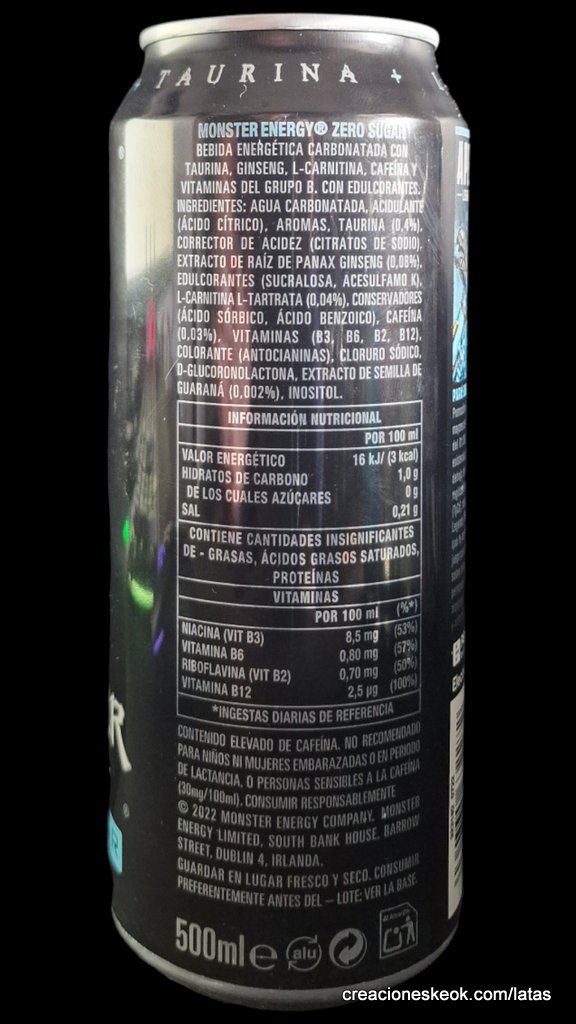 TAURINA +
MONSTER ENERGY® ZERO SUGAR
BEBIDA ENERGÉTICA CARBONATADA CON
TAURINA, GINSENG, L-CARNITINA, CAFEÍNA Y
VITAMINAS DEL GRUPO B. CON EDULCORANTES.
INGREDIENTES: AGUA CARBONATADA, ACIDULANTE
(ÁCIDO CÍTRICO), AROMAS, TAURINA (0,4%),
CORRECTOR DE ACIDEZ (CITRATOS DE SODIO),
EXTRACTO DE RAÍZ DE PANAX GINSENG (0,08%),
EDULCORANTES (SUCRALOSA, ACESULFAMO K),
L-CARNITINA L-TARTRATA (0,04%), CONSERVADORES
(ÁCIDO SÓRBICO, ÁCIDO BENZOICO), CAFEÍNA
(0,03%), VITAMINAS (B3, B6, B2, B12),
COLORANTE (ANTOCIANINAS), CLORURO SÓDICO,
D-GLUCORONOLACTONA, EXTRACTO DE SEMILLA DE
GUARANÁ (0,002%), INOSITOL.
INFORMACIÓN NUTRICIONAL
POR 100 ml
VALOR ENERGÉTICO 16 kJ/ (3 kcal)
HIDRATOS DE CARBONO 1,0 g
DE LOS CUALES AZÚCARES 0 g
SAL 0,21 g
CONTIENE CANTIDADES INSIGNIFICANTES
DE - GRASAS, ÁCIDOS GRASOS SATURADOS,
PROTEÍNAS
VITAMINAS
POR 100 ml (%*)
NIACINA (VIT B3) 8,5 mg (53%)
VITAMINA B6 0,80 mg (57%)
RIBOFLAVINA (VIT B2) 0,70 mg (50%)
VITAMINA B12 2,5 µg (100%)
*INGESTAS DIARIAS DE REFERENCIA
CONTENIDO ELEVADO DE CAFEÍNA. NO RECOMENDADO
PARA NIÑOS NI MUJERES EMBARAZADAS O EN PERIODO
DE LACTANCIA, O PERSONAS SENSIBLES A LA CAFEÍNA
(30mg/100ml). CONSUMIR RESPONSABLEMENTE
© 2022 MONSTER ENERGY COMPANY. MONSTER
ENERGY LIMITED, SOUTH BANK HOUSE, BARROW
STREET, DUBLIN 4, IRLANDA.
GUARDAR EN LUGAR FRESCO Y SECO. CONSUMIR
PREFERENTEMENTE ANTES DEL – LOTE: VER LA BASE.
500ml e alu
creacioneskeok.com/latas